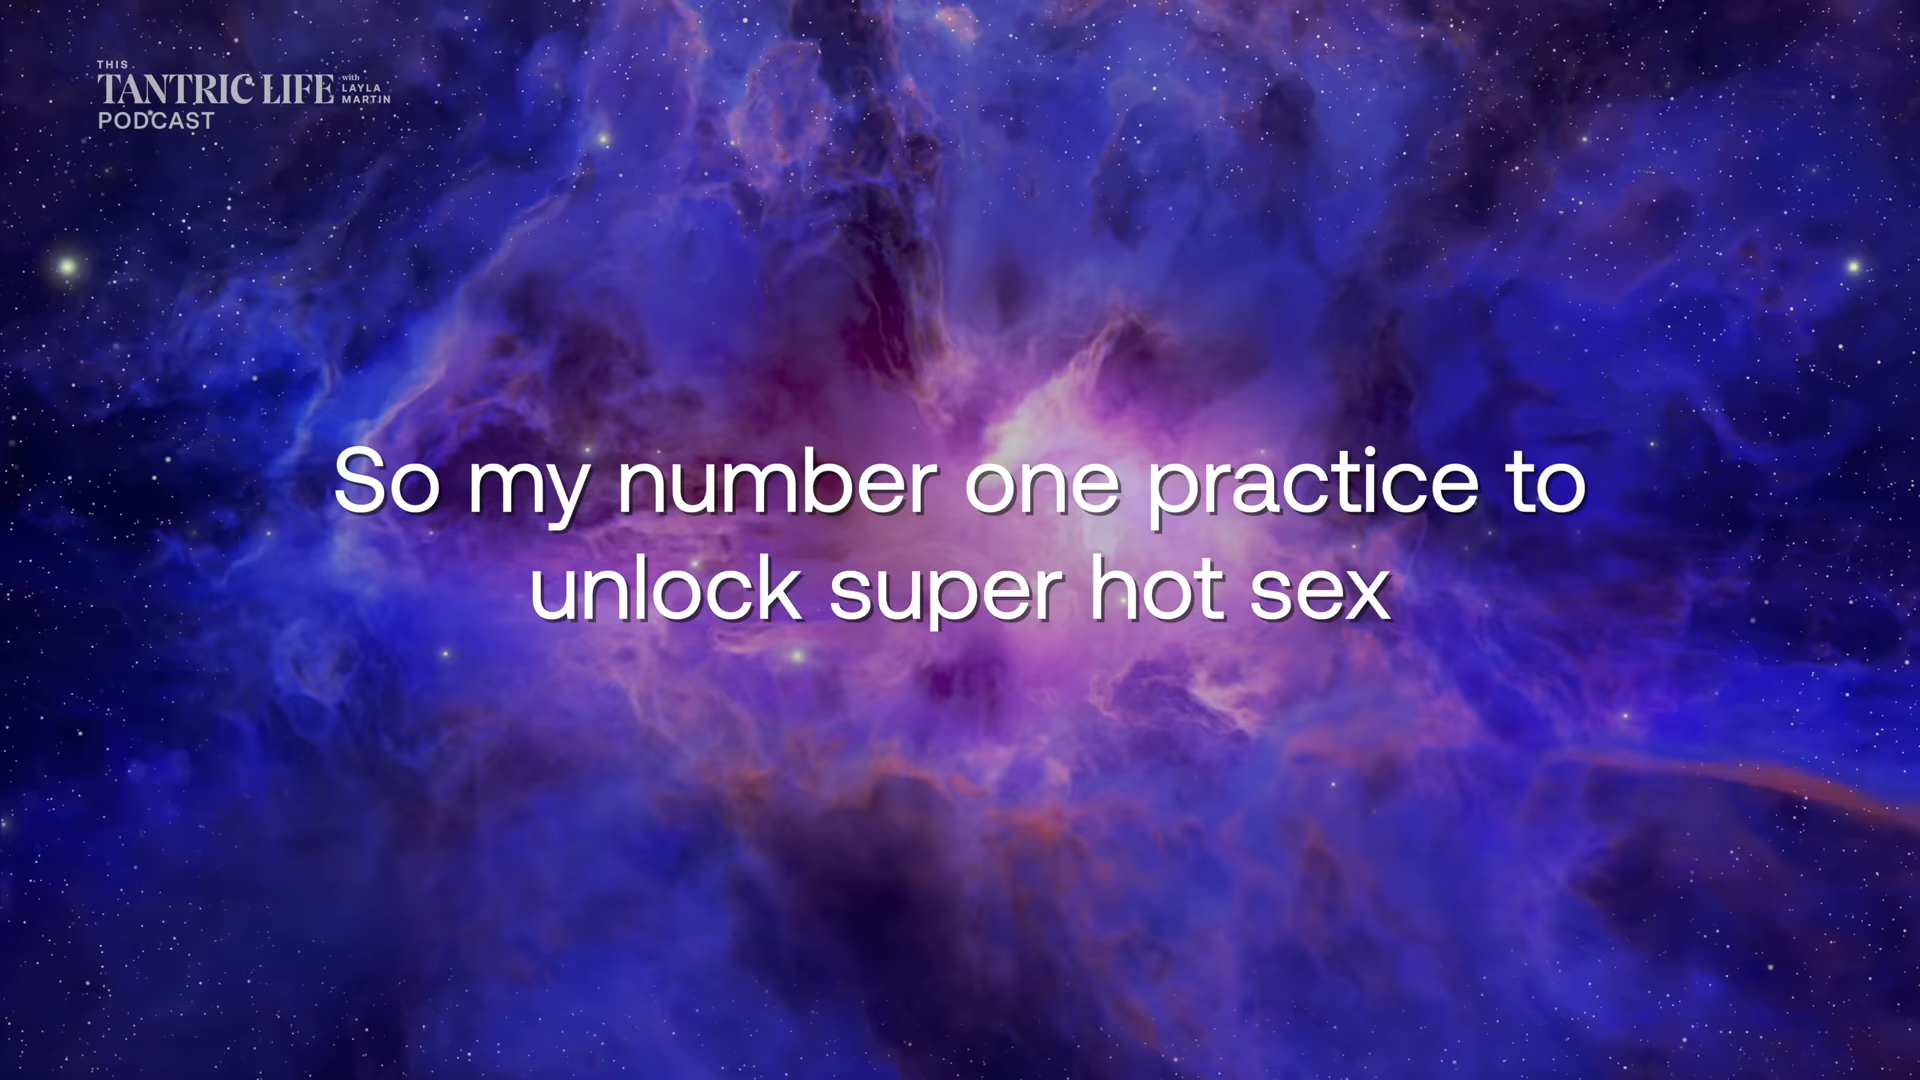 THIS
TANTRIC LIFE with LAYLA MARTIN
PODCAST
So my number one practice to
unlock super hot sex